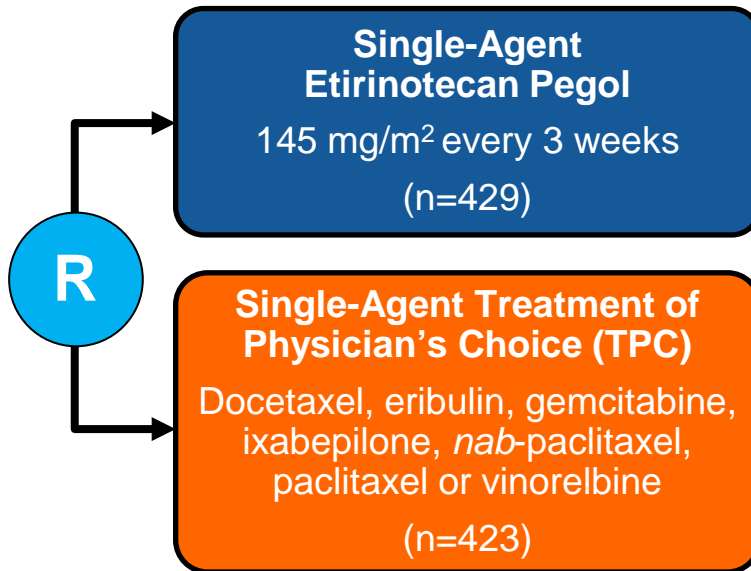 Single-Agent
Etirinotecan Pegol
145 mg/m² every 3 weeks
(n=429)
R
Single-Agent Treatment of
Physician's Choice (TPC)
Docetaxel, eribulin, gemcitabine,
ixabepilone, nab-paclitaxel,
paclitaxel or vinorelbine
(n=423)